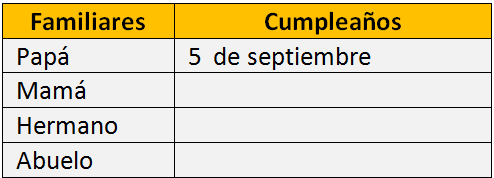 Familiares Cumpleaños
Papá 5 de septiembre
Mamá
Hermano
Abuelo